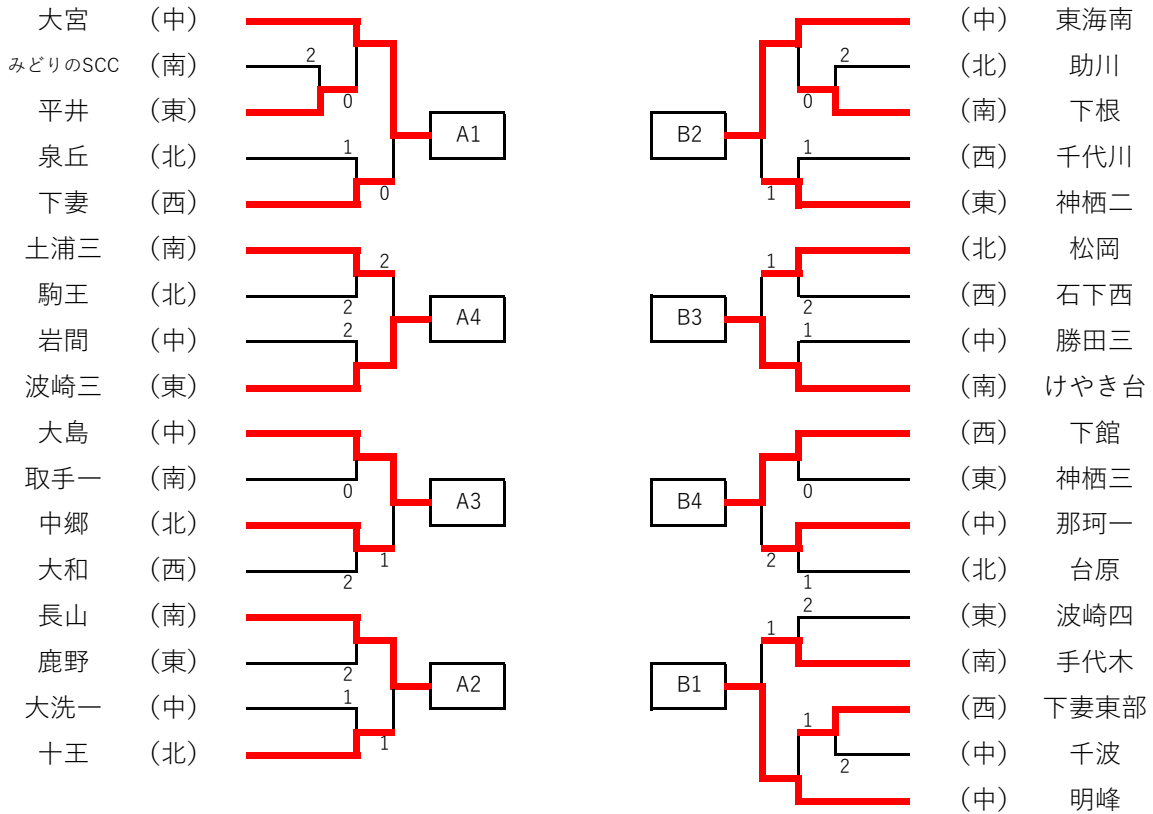 大宮 （中） （中） 東海南
みどりのSCC （南） 2 2 （北） 助川
平井 （東） 0 0 （南） 下根
A1 B2
泉丘 （北） 1 1 （西） 千代川
下妻 （西） 0 1 （東） 神栖二
土浦三 （南） 2 1 （北） 松岡
駒王 （北） 2 2 （西） 石下西
A4 B3
岩間 （中） 2 1 （中） 勝田三
波崎三 （東） （南） けやき台
大島 （中） （西） 下館
取手一 （南） 0 0 （東） 神栖三
A3 B4
中郷 （北） （中） 那珂一
大和 （西） 2 1 2 1 （北） 台原
長山 （南） 1 2 （東） 波崎四
鹿野 （東） 2 （南） 手代木
A2 B1
大洗一 （中） 1 1 （西） 下妻東部
十王 （北） 1 2 （中） 千波
（中） 明峰